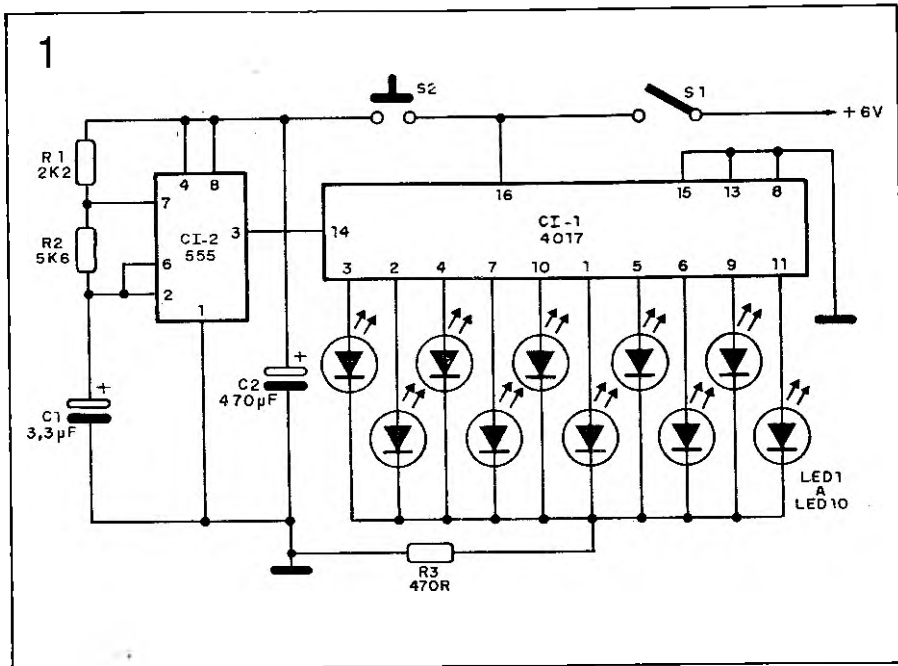 1
S2
S1
+6V
R1
2K2
4 8
7
CI-2
555
3
R2
5K6
6
2
1
16
15 13 8
14
CI-1
4017
3 2 4 7 10 1 5 6 9 11
+
C1
3,3µF
+
C2
470µF
LED1
A
LED10
R3
470R